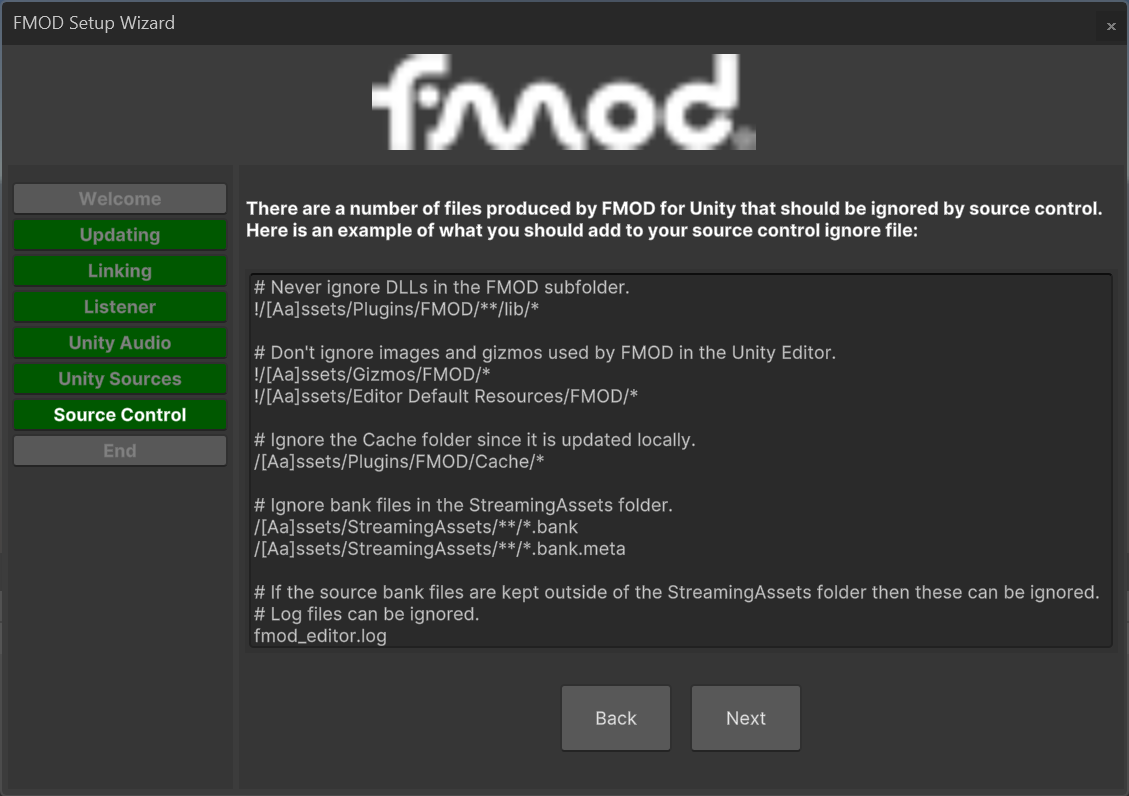 FMOD Setup Wizard
×
fmod
Welcome
Updating
Linking
Listener
Unity Audio
Unity Sources
Source Control
End
There are a number of files produced by FMOD for Unity that should be ignored by source control.
Here is an example of what you should add to your source control ignore file:
# Never ignore DLLs in the FMOD subfolder.
!/[Aa]ssets/Plugins/FMOD/**/lib/*
# Don't ignore images and gizmos used by FMOD in the Unity Editor.
!/[Aa]ssets/Gizmos/FMOD/*
!/[Aa]ssets/Editor Default Resources/FMOD/*
# Ignore the Cache folder since it is updated locally.
/[Aa]ssets/Plugins/FMOD/Cache/*
# Ignore bank files in the StreamingAssets folder.
/[Aa]ssets/StreamingAssets/**/*.bank
/[Aa]ssets/StreamingAssets/**/*.bank.meta
# If the source bank files are kept outside of the StreamingAssets folder then these can be ignored.
# Log files can be ignored.
fmod_editor.log
Back
Next